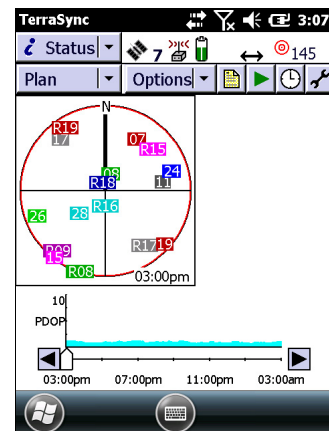 TerraSync 3:07
Status 7 145
Plan Options
N
R19 07
17 R15
08 24
R18 11
R16
26 28
R09 R17 19
15
R08
03:00pm
10
PDOP
03:00pm 07:00pm 11:00pm 03:00am